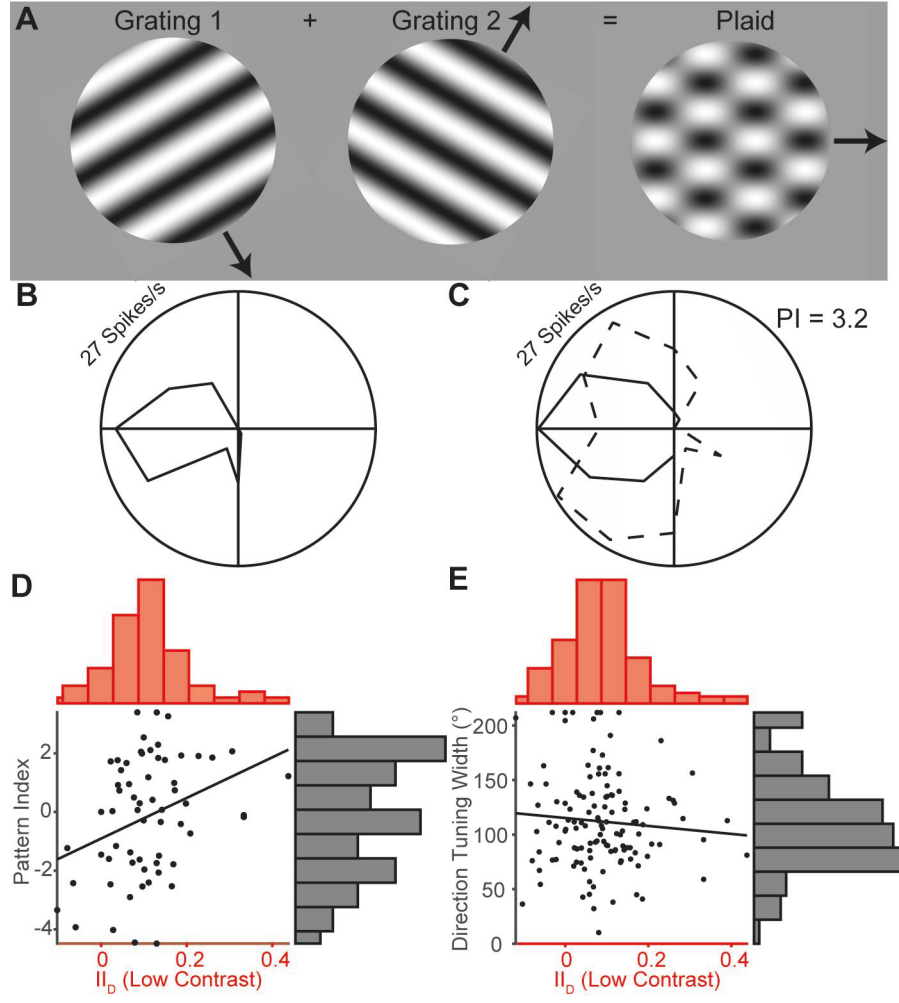 A Grating 1 + Grating 2 = Plaid
B 27 Spikes/s
C 27 Spikes/s PI = 3.2
D
Pattern Index
2
0
-2
-4
0 0.2 0.4
II_D (Low Contrast)
E
Direction Tuning Width (°)
200
150
100
50
0
0 0.2 0.4
II_D (Low Contrast)